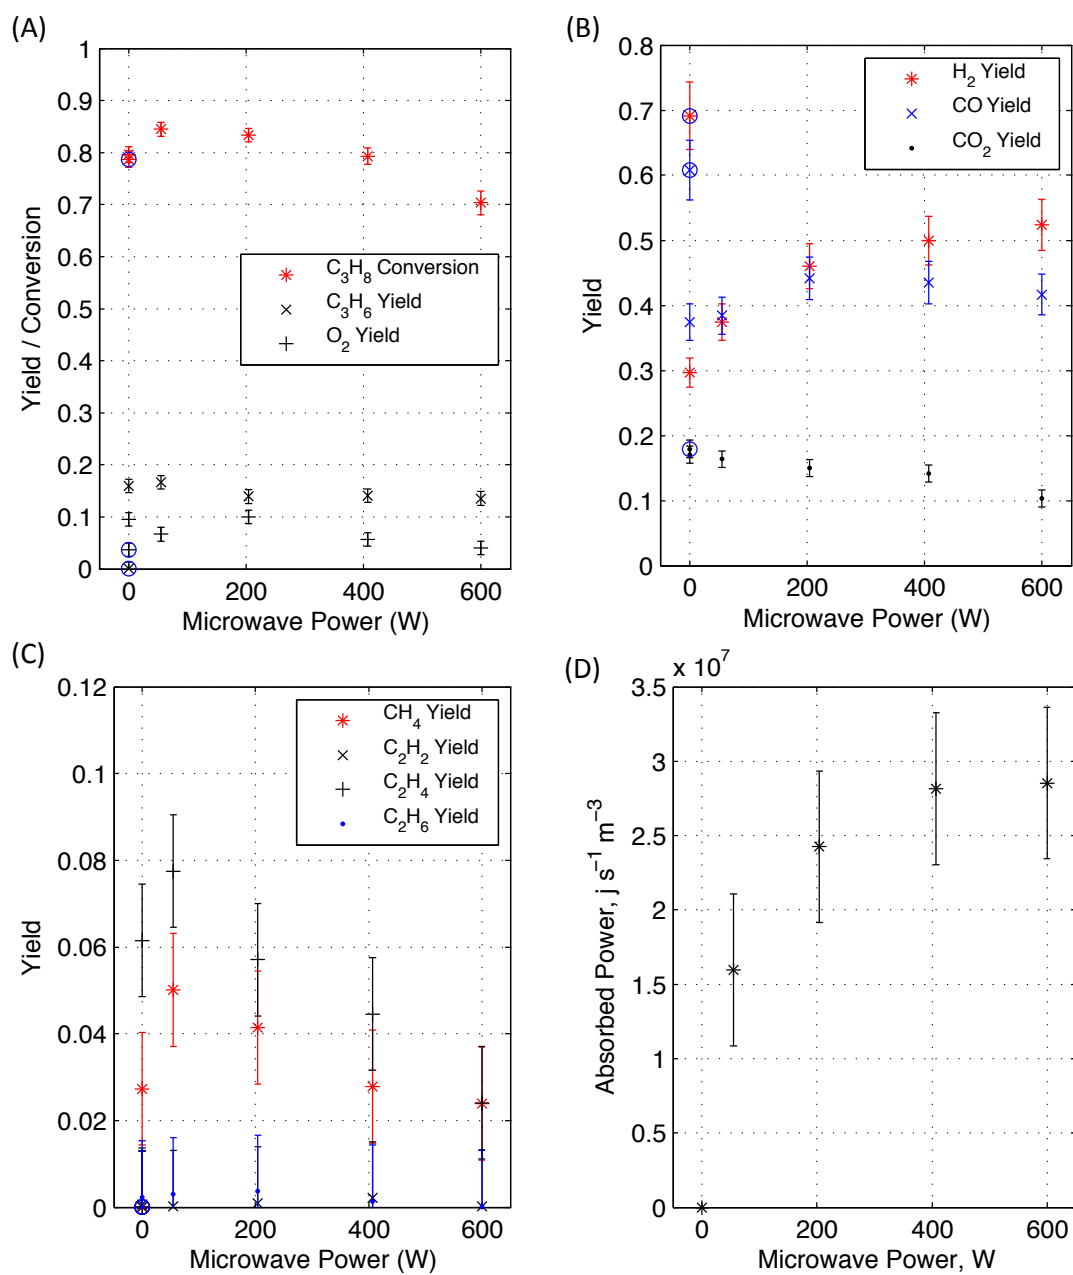 (A)
1
0.9
0.8
0.7
0.6
0.5
0.4
0.3
0.2
0.1
0
Yield / Conversion
C3H8 Conversion
C3H6 Yield
O2 Yield
0 200 400 600
Microwave Power (W)
(B)
0.8
0.7
0.6
0.5
0.4
0.3
0.2
0.1
0
Yield
H2 Yield
CO Yield
CO2 Yield
0 200 400 600
Microwave Power (W)
(C)
0.12
0.1
0.08
0.06
0.04
0.02
0
Yield
CH4 Yield
C2H2 Yield
C2H4 Yield
C2H6 Yield
0 200 400 600
Microwave Power (W)
(D)
x 10^7
3.5
3
2.5
2
1.5
1
0.5
0
Absorbed Power, j s−1 m−3
0 200 400 600
Microwave Power, W